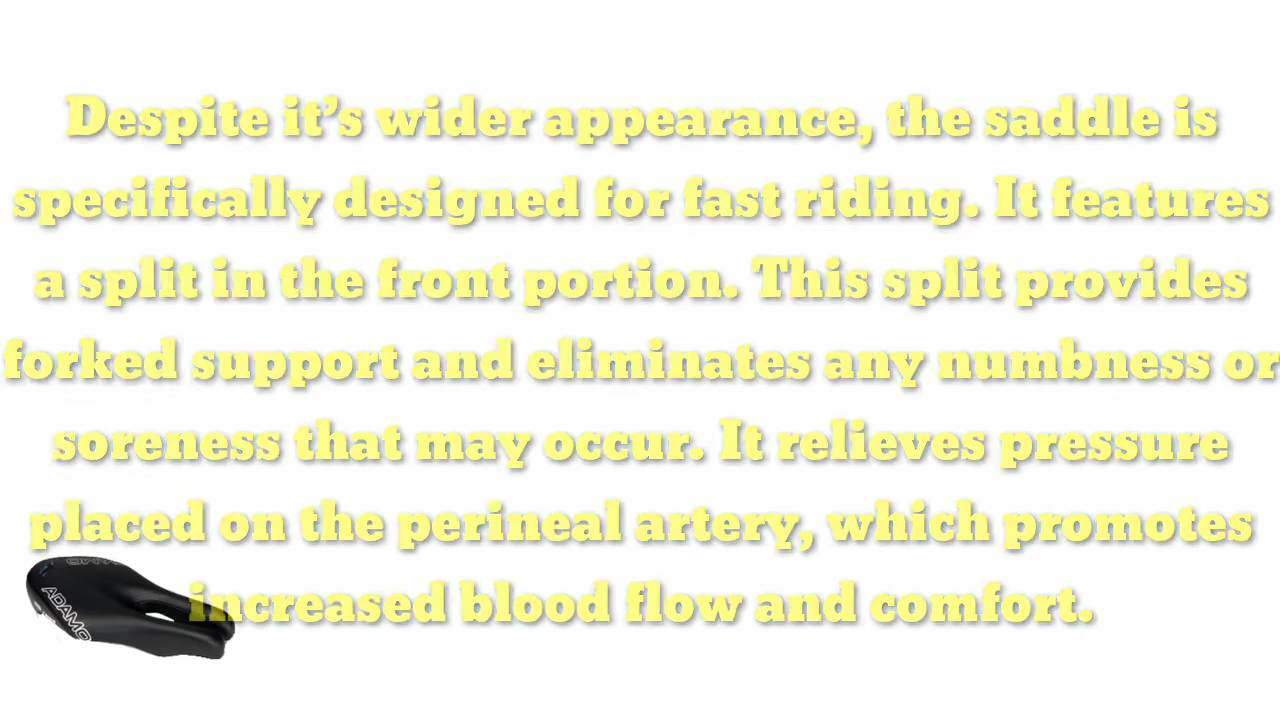 Despite it’s wider appearance, the saddle is
specifically designed for fast riding. It features
a split in the front portion. This split provides
forked support and eliminates any numbness or
soreness that may occur. It relieves pressure
placed on the perineal artery, which promotes
increased blood flow and comfort.
ADAMO
ADAMO